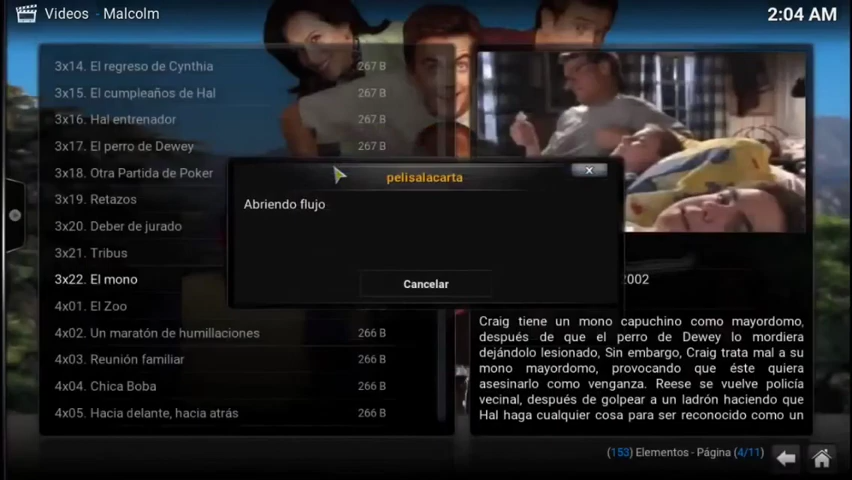 Videos - Malcolm
2:04 AM
3x14. El regreso de Cynthia 267 B
3x15. El cumpleaños de Hal 267 B
3x16. Hal entrenador 267 B
3x17. El perro de Dewey 267 B
3x18. Otra Partida de Poker
3x19. Retazos
3x20. Deber de jurado
3x21. Tribus
3x22. El mono
4x01. El Zoo
4x02. Un maratón de humillaciones 266 B
4x03. Reunión familiar 266 B
4x04. Chica Boba 266 B
4x05. Hacia delante, hacia atrás 266 B
pelisalacarta
x
Abriendo flujo
Cancelar
2002
Craig tiene un mono capuchino como mayordomo,
después de que el perro de Dewey lo mordiera
dejándolo lesionado, Sin embargo, Craig trata mal a su
mono mayordomo, provocando que éste quiera
asesinarlo como venganza. Reese se vuelve policía
vecinal, después de golpear a un ladrón haciendo que
Hal haga cualquier cosa para ser reconocido como un
(153) Elementos - Página (4/11)